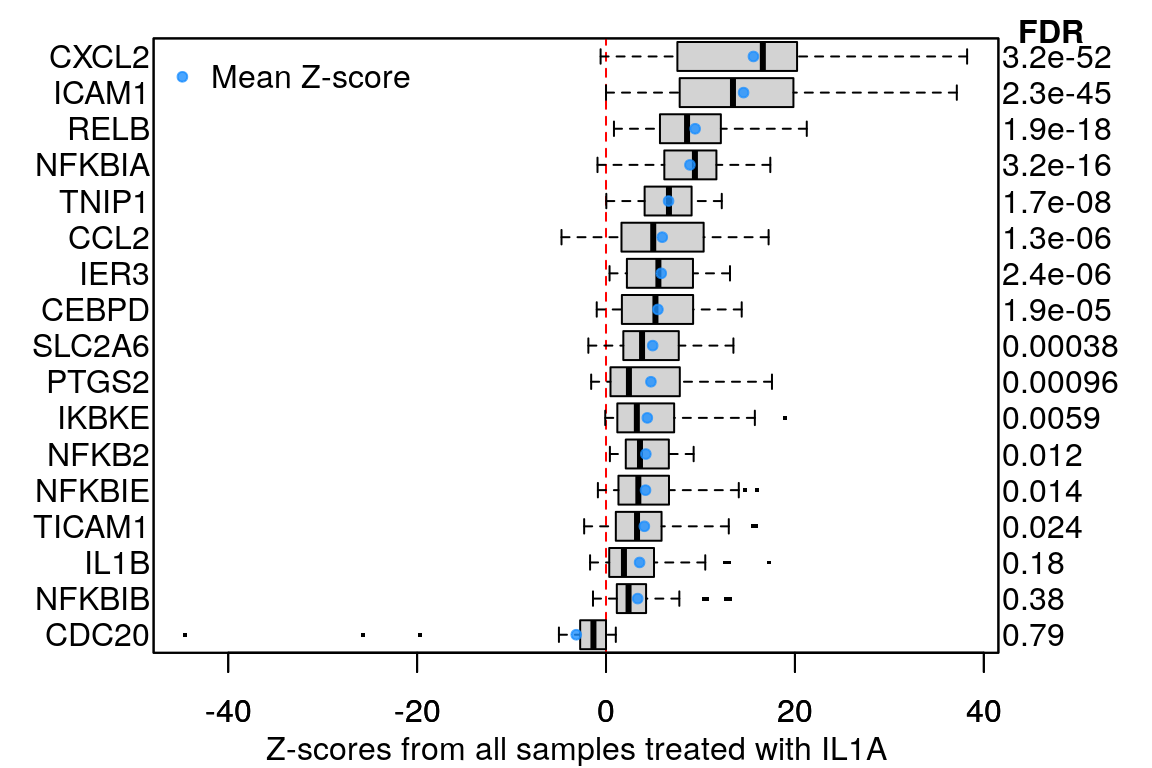 FDR
CXCL2 3.2e-52
Mean Z-score
ICAM1 2.3e-45
RELB 1.9e-18
NFKBIA 3.2e-16
TNIP1 1.7e-08
CCL2 1.3e-06
IER3 2.4e-06
CEBPD 1.9e-05
SLC2A6 0.00038
PTGS2 0.00096
IKBKE 0.0059
NFKB2 0.012
NFKBIE 0.014
TICAM1 0.024
IL1B 0.18
NFKBIB 0.38
CDC20 0.79
-40 -20 0 20 40
Z-scores from all samples treated with IL1A